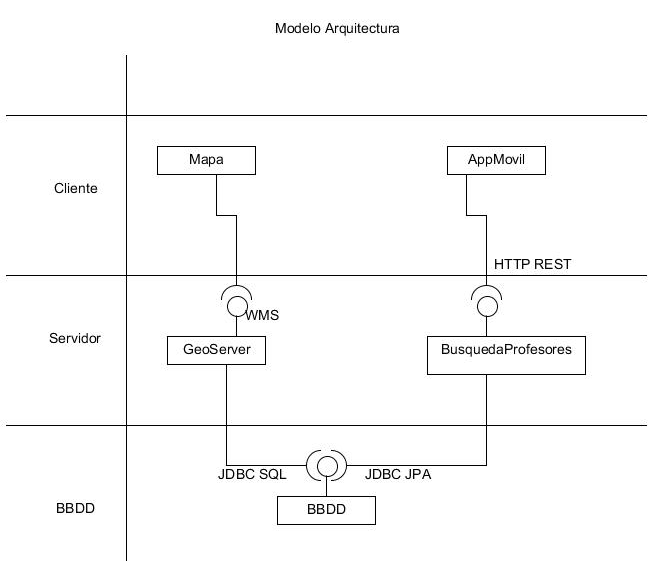 Modelo Arquitectura
Mapa
AppMovil
Cliente
HTTP REST
WMS
Servidor
GeoServer
BusquedaProfesores
JDBC SQL
JDBC JPA
BBDD
BBDD